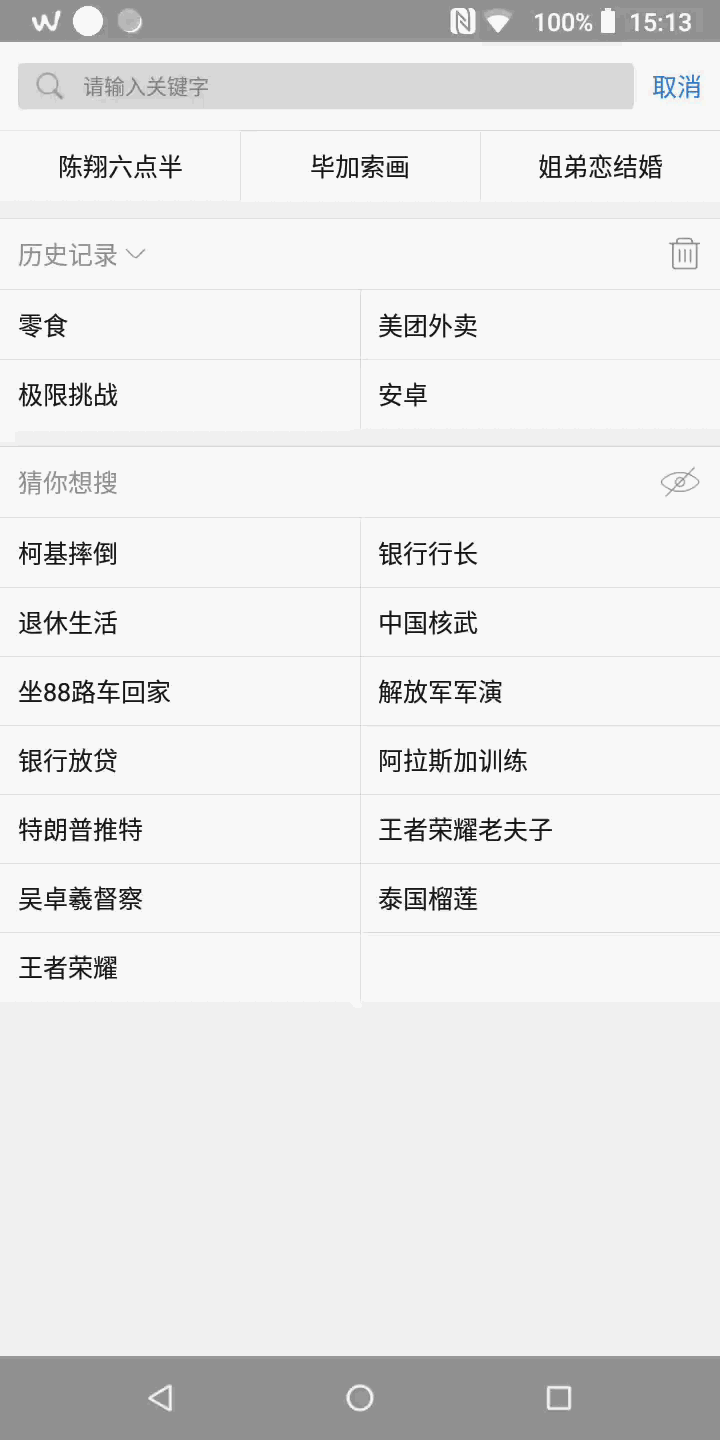 100% 15:13
请输入关键字 取消
陈翔六点半 毕加索画 姐弟恋结婚
历史记录
零食 美团外卖
极限挑战 安卓
猜你想搜
柯基摔倒 银行行长
退休生活 中国核武
坐88路车回家 解放军军演
银行放贷 阿拉斯加训练
特朗普推特 王者荣耀老夫子
吴卓羲督察 泰国榴莲
王者荣耀